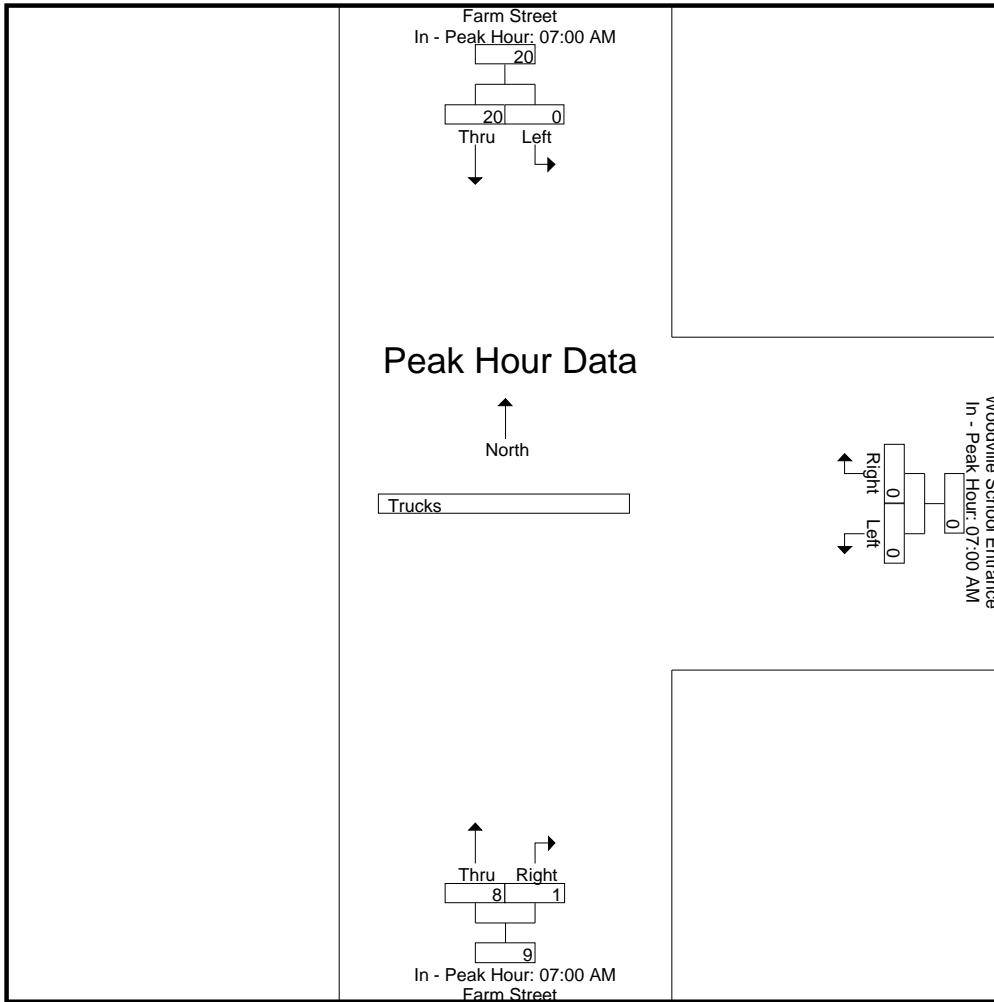 Farm Street
In - Peak Hour: 07:00 AM
20
20 0
Thru Left
Peak Hour Data
North
Trucks
Woodville School Entrance
In - Peak Hour: 07:00 AM
0
Right Left
0 0
Thru Right
8 1
9
In - Peak Hour: 07:00 AM
Farm Street